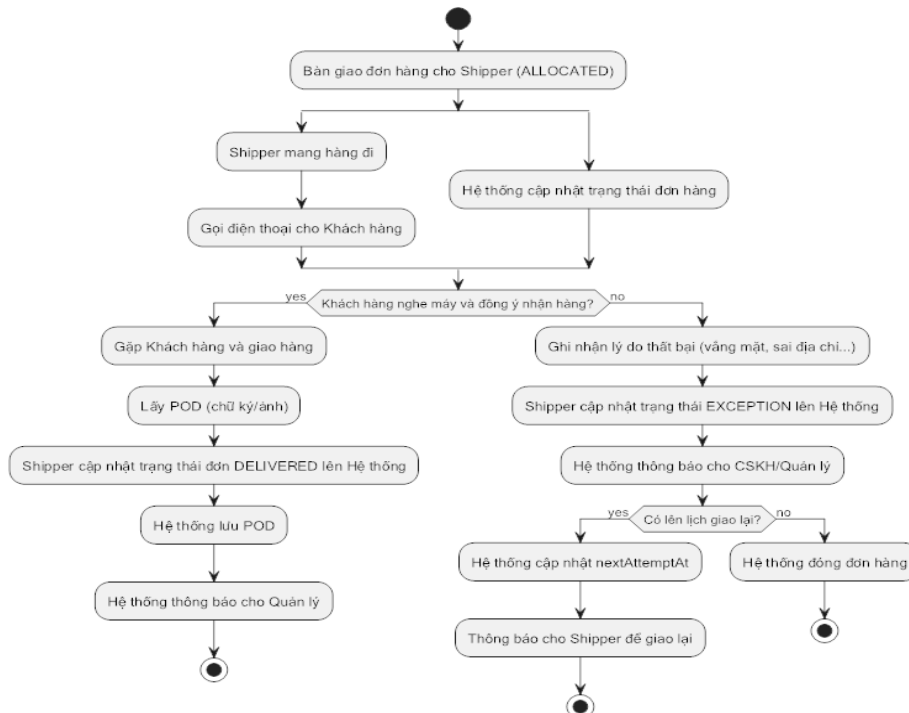 Bàn giao đơn hàng cho Shipper (ALLOCATED)
Shipper mang hàng đi
Gọi điện thoại cho Khách hàng
Hệ thống cập nhật trạng thái đơn hàng
yes
Khách hàng nghe máy và đồng ý nhận hàng?
no
Gặp Khách hàng và giao hàng
Lấy POD (chữ ký/ảnh)
Shipper cập nhật trạng thái đơn DELIVERED lên Hệ thống
Hệ thống lưu POD
Hệ thống thông báo cho Quản lý
Ghi nhận lý do thất bại (vắng mặt, sai địa chỉ...)
Shipper cập nhật trạng thái EXCEPTION lên Hệ thống
Hệ thống thông báo cho CSKH/Quản lý
yes
Có lên lịch giao lại?
no
Hệ thống cập nhật nextAttemptAt
Thông báo cho Shipper để giao lại
Hệ thống đóng đơn hàng